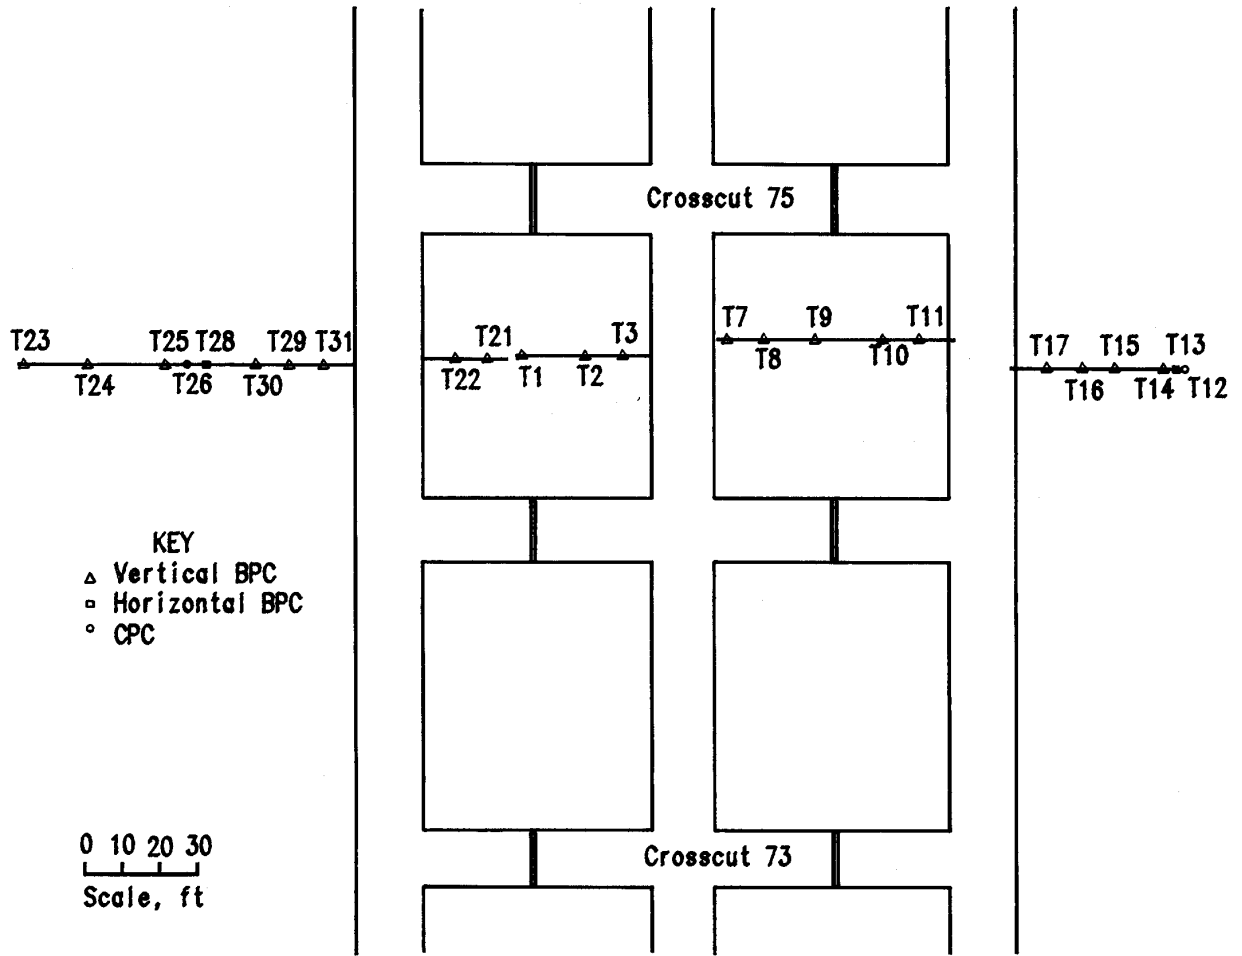 Crosscut 75
T23 T25 T28 T29 T31
T24 T26 T30
T21 T3
T22 T1 T2
T7 T9 T11
T8 T10
T17 T15 T13
T16 T14 T12
KEY
Vertical BPC
Horizontal BPC
CPC
0 10 20 30
Scale, ft
Crosscut 73